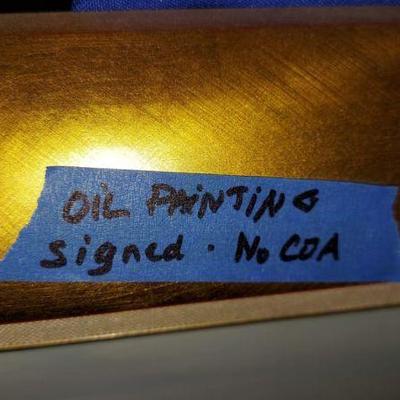 OIL PAINTING
signed · No COA